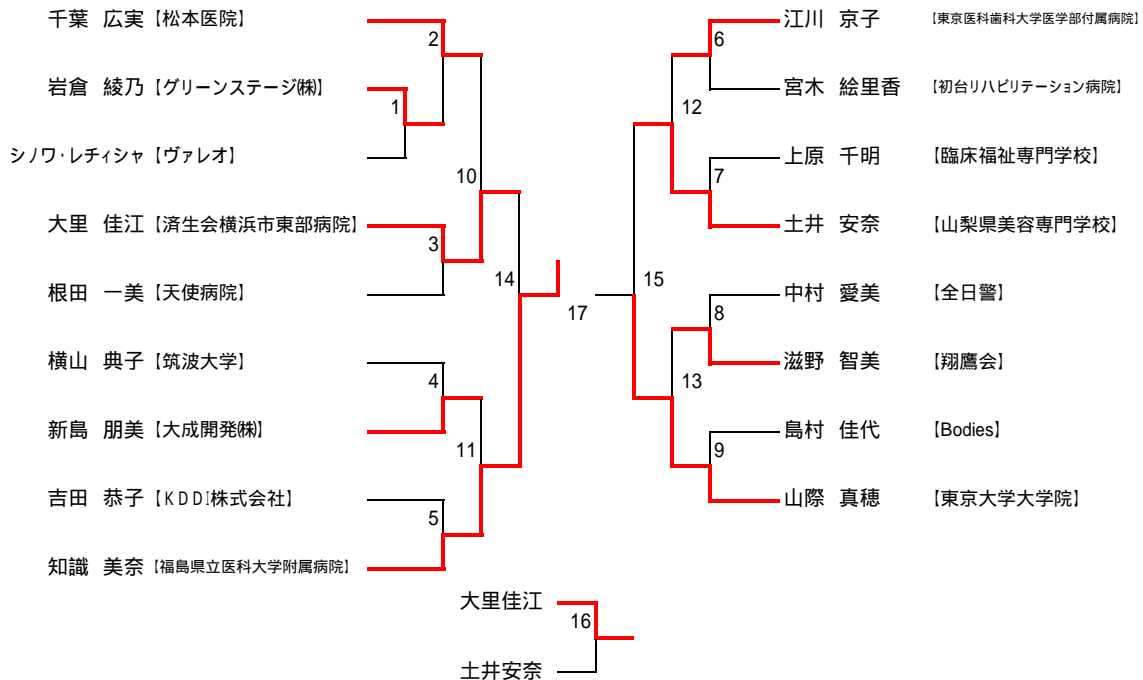 千葉 広実 【松本医院】
2
岩倉 綾乃 【グリーンステージ㈱】
1
シノワ・レティシャ 【ヴァレオ】
10
大里 佳江 【済生会横浜市東部病院】
3
根田 一美 【天使病院】
14
横山 典子 【筑波大学】
4
新島 朋美 【大成開発㈱】
11
吉田 恭子 【KDDI株式会社】
5
知識 美奈 【福島県立医科大学附属病院】
17
江川 京子 【東京医科歯科大学医学部付属病院】
6
宮木 絵里香 【初台リハビリテーション病院】
12
上原 千明 【臨床福祉専門学校】
7
土井 安奈 【山梨県美容専門学校】
15
中村 愛美 【全日警】
8
滋野 智美 【翔鷹会】
13
島村 佳代 【Bodies】
9
山際 真穂 【東京大学大学院】
大里佳江
16
土井安奈